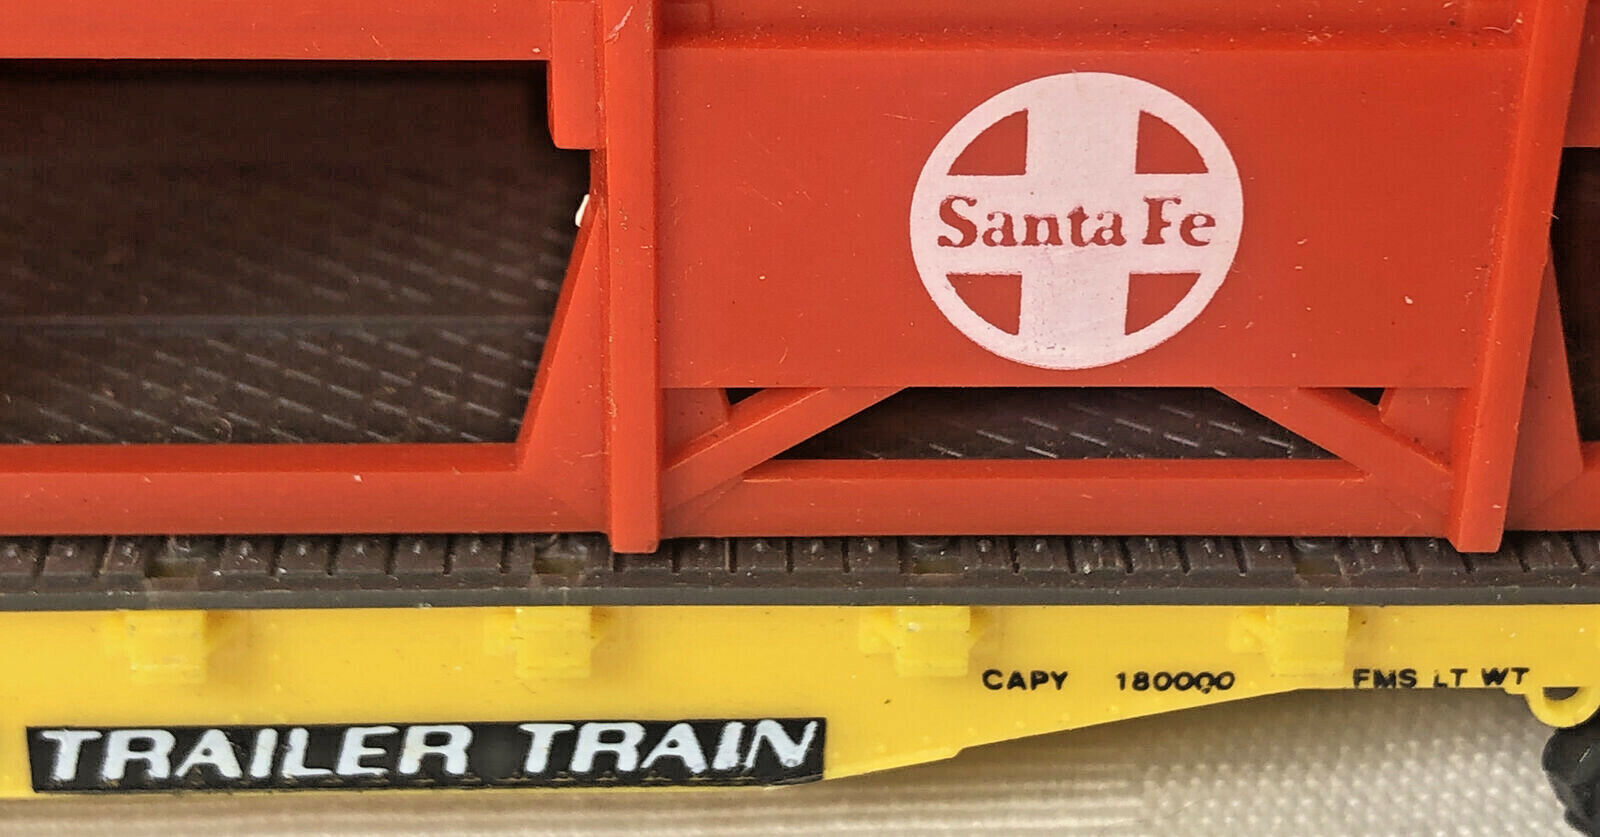 Santa Fe
CAPY 180000 FMS LT WT
TRAILER TRAIN